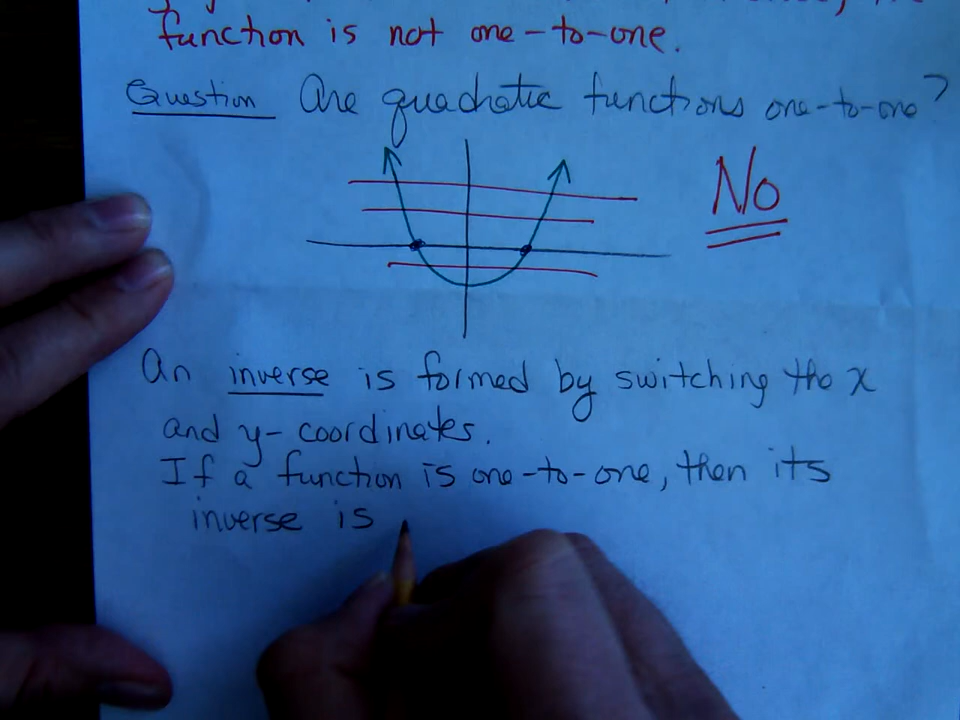 function is not one-to-one.
Question Are quadratic functions one-to-one?
No
An inverse is formed by switching the x
and y-coordinates.
If a function is one-to-one, then its
inverse is